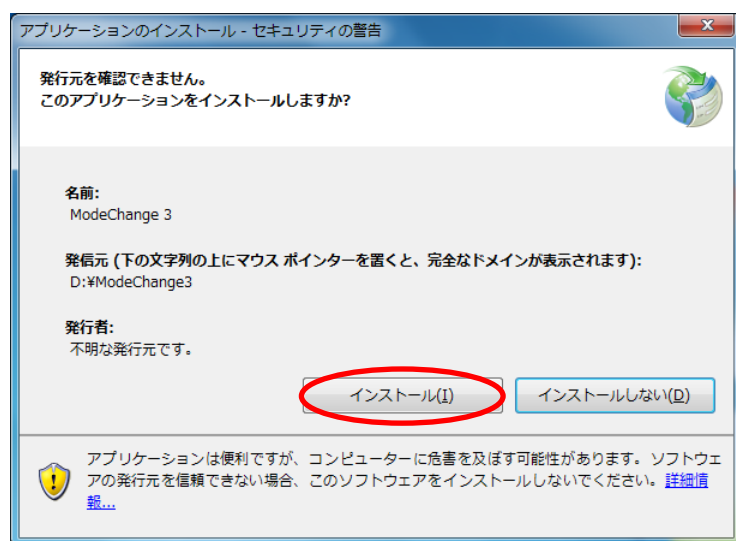 アプリケーションのインストール - セキュリティの警告
発行元を確認できません。
このアプリケーションをインストールしますか?
名前:
ModeChange 3
発信元 (下の文字列の上にマウス ポインターを置くと、完全なドメインが表示されます):
D:¥ModeChange3
発行者:
不明な発行元です。
インストール(I) インストールしない(D)
アプリケーションは便利ですが、コンピューターに危害を及ぼす可能性があります。ソフトウェ
アの発行元を信頼できない場合、このソフトウェアをインストールしないでください。詳細情
報...